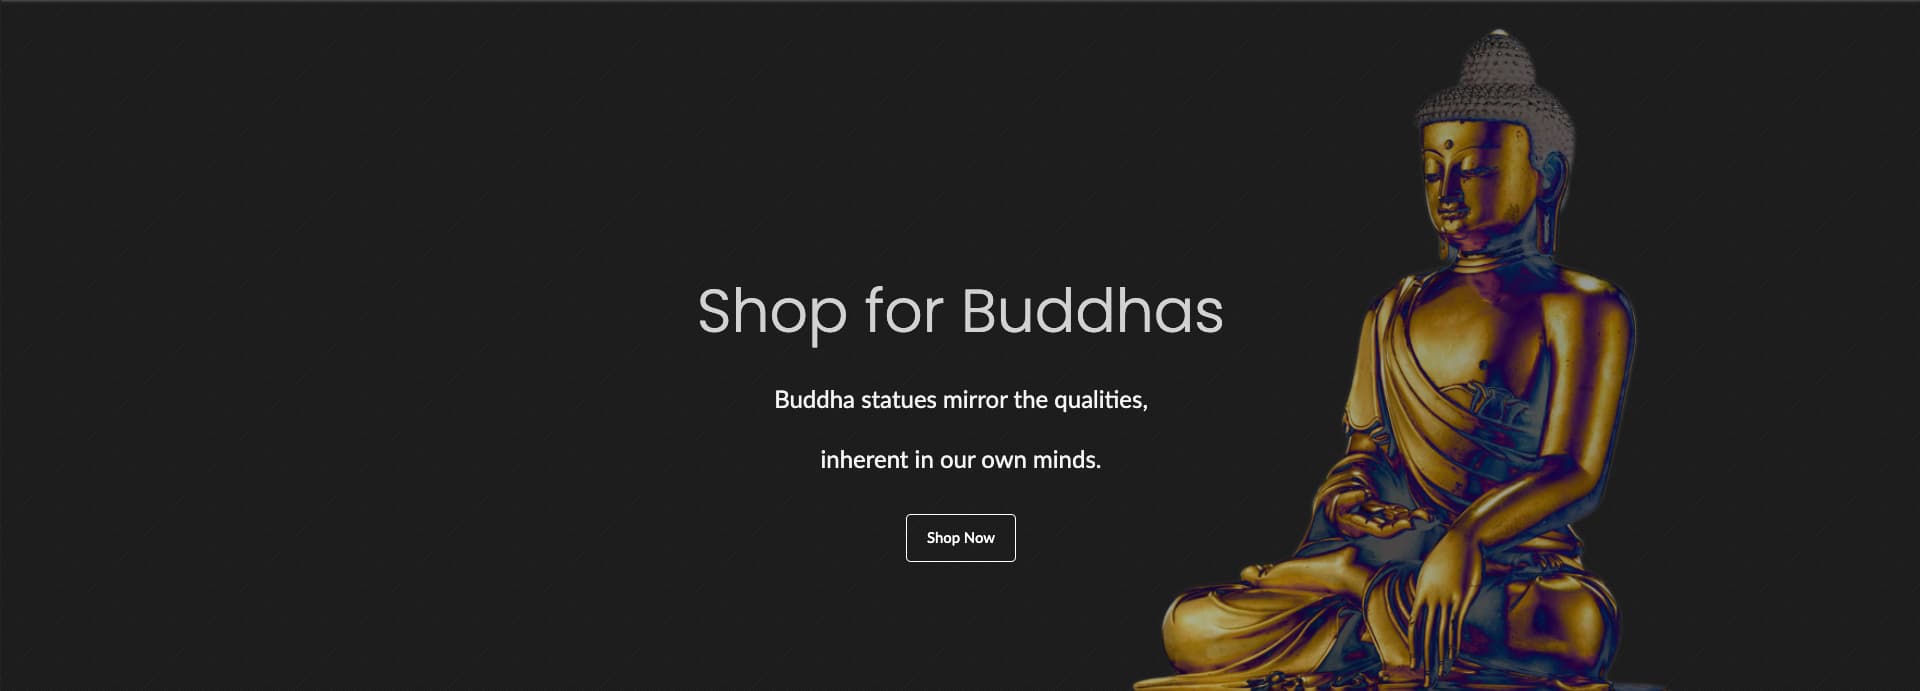 Shop for Buddhas
Buddha statues mirror the qualities,
inherent in our own minds.
Shop Now